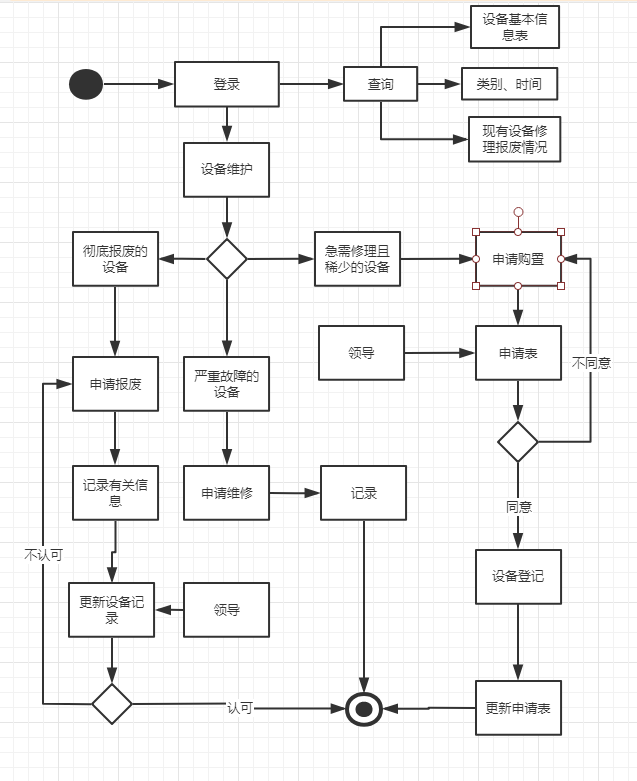 设备基本信
息表
登录
查询
类别、时间
现有设备修
理报废情况
设备维护
彻底报废的
设备
急需修理且
稀少的设备
申请购置
领导
申请表
不同意
申请报废
严重故障的
设备
记录有关信
息
申请维修
记录
同意
不认可
设备登记
更新设备记
录
领导
认可
更新申请表